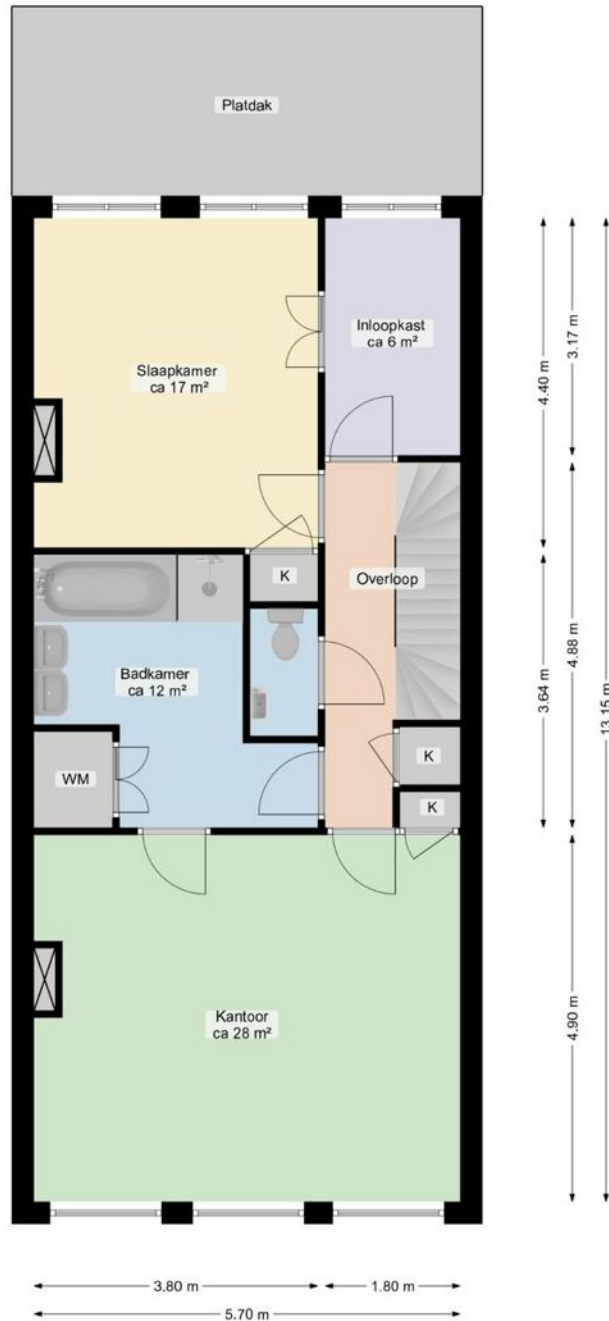 Platdak
Inloopkast
ca 6 m²
Slaapkamer
ca 17 m²
3.17 m
4.40 m
K
Overloop
Badkamer
ca 12 m²
3.64 m
4.88 m
13.15 m
WM
K
K
Kantoor
ca 28 m²
4.90 m
3.80 m
1.80 m
5.70 m